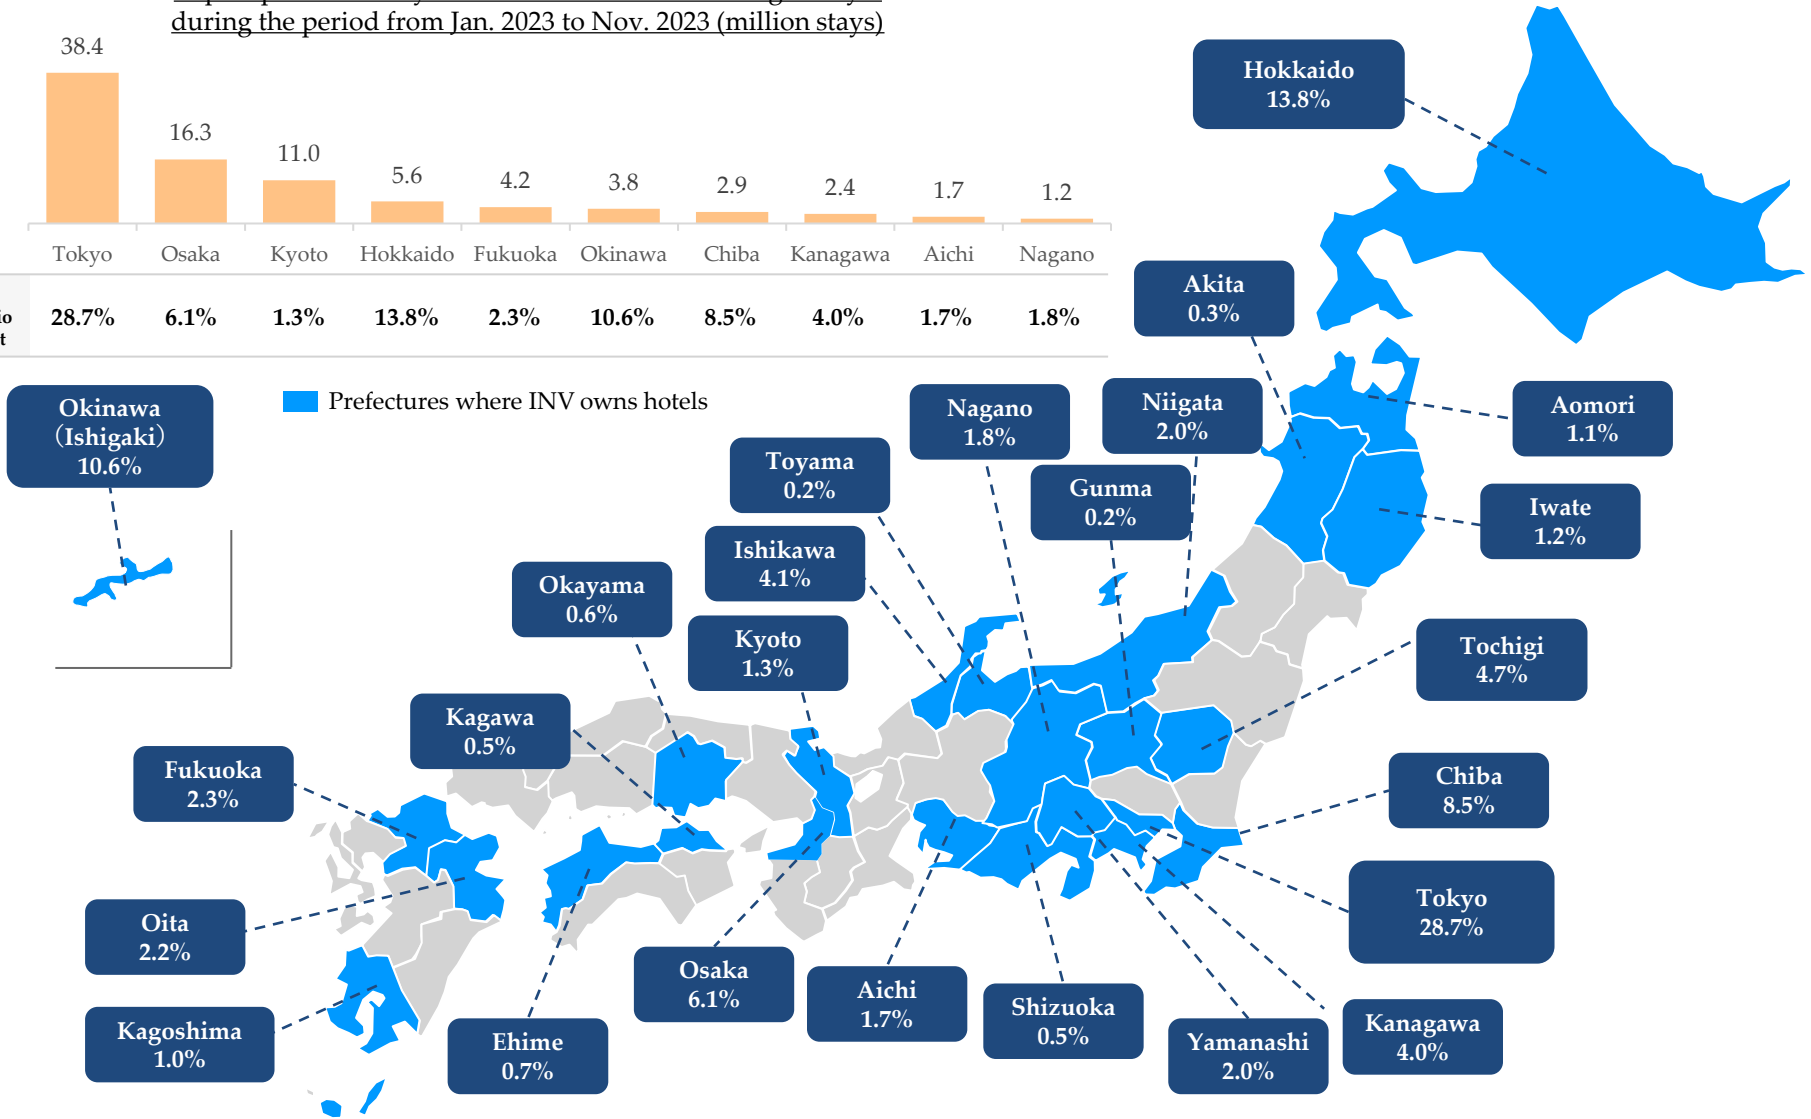 during the period from Jan. 2023 to Nov. 2023 (million stays)
38.4
16.3
11.0
5.6
4.2
3.8
2.9
2.4
1.7
1.2
Tokyo
Osaka
Kyoto
Hokkaido
Fukuoka
Okinawa
Chiba
Kanagawa
Aichi
Nagano
28.7%
6.1%
1.3%
13.8%
2.3%
10.6%
8.5%
4.0%
1.7%
1.8%
Prefectures where INV owns hotels
Hokkaido
13.8%
Akita
0.3%
Okinawa
(Ishigaki)
10.6%
Nagano
1.8%
Niigata
2.0%
Aomori
1.1%
Toyama
0.2%
Gunma
0.2%
Iwate
1.2%
Ishikawa
4.1%
Okayama
0.6%
Kyoto
1.3%
Tochigi
4.7%
Kagawa
0.5%
Fukuoka
2.3%
Chiba
8.5%
Tokyo
28.7%
Oita
2.2%
Osaka
6.1%
Aichi
1.7%
Shizuoka
0.5%
Kagoshima
1.0%
Ehime
0.7%
Yamanashi
2.0%
Kanagawa
4.0%